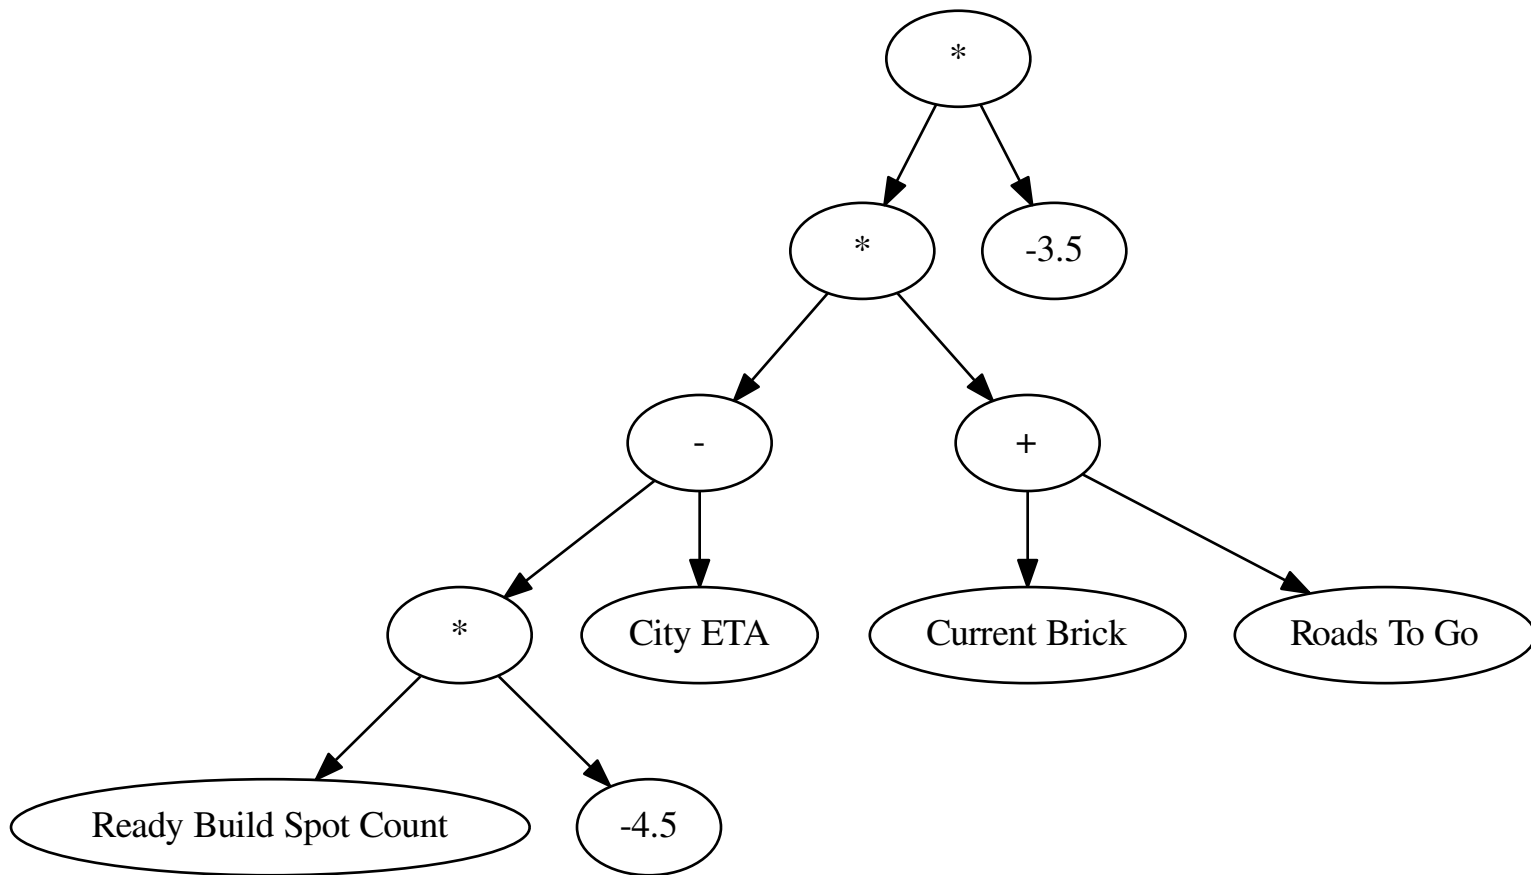 *
*
-3.5
-
+
*
City ETA
Current Brick
Roads To Go
Ready Build Spot Count
-4.5